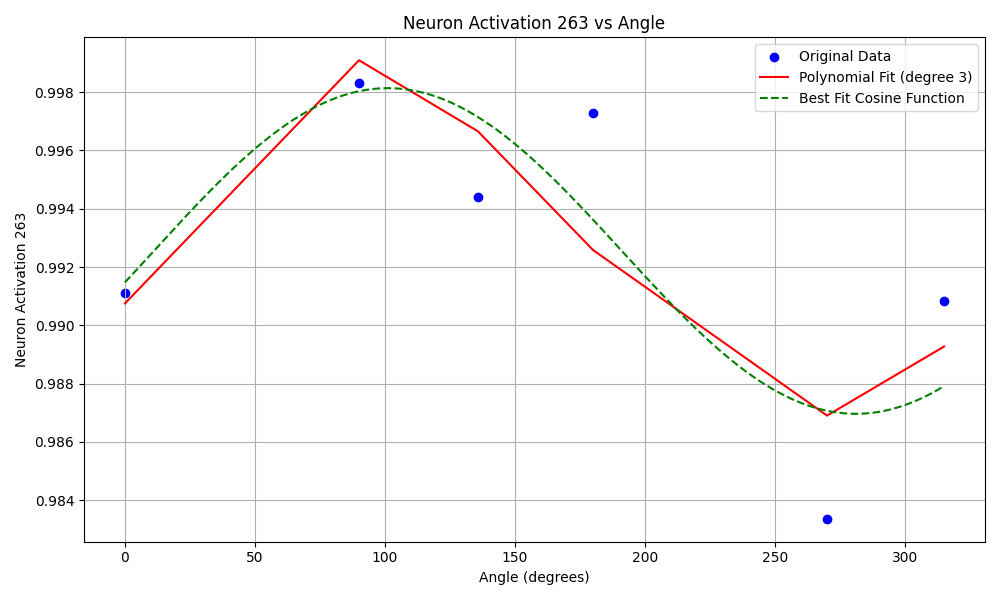 Neuron Activation 263 vs Angle
Original Data
Polynomial Fit (degree 3)
Best Fit Cosine Function
Neuron Activation 263
0.998
0.996
0.994
0.992
0.990
0.988
0.986
0.984
0
50
100
150
200
250
300
Angle (degrees)